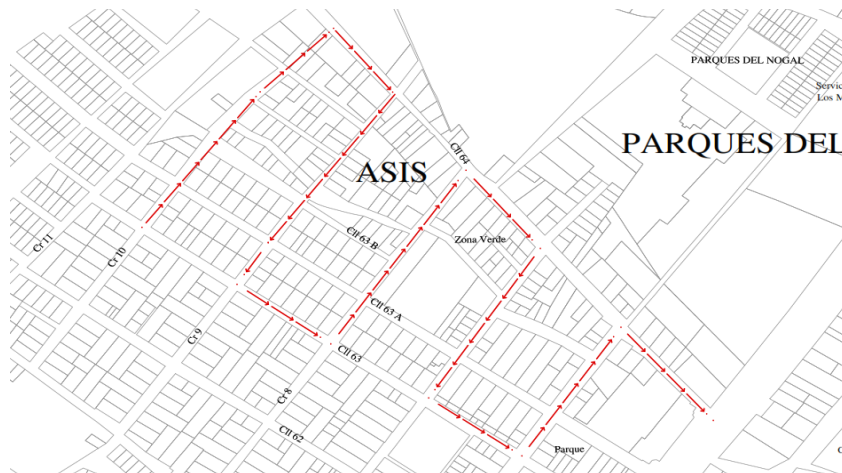 PARQUES DEL NOGAL
Servic
Los M
PARQUES DEL
Cll 64
ASIS
Zona Verde
Cll 63 B
Cr 11
Cr 10
Cll 63 A
Cr 9
Cll 63
Cr 8
Cll 62
Parque